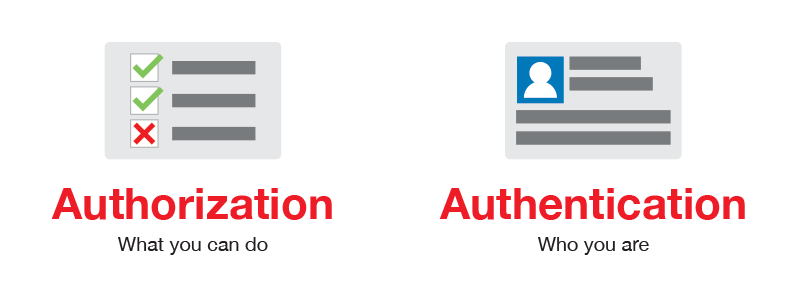 Authorization
What you can do
Authentication
Who you are